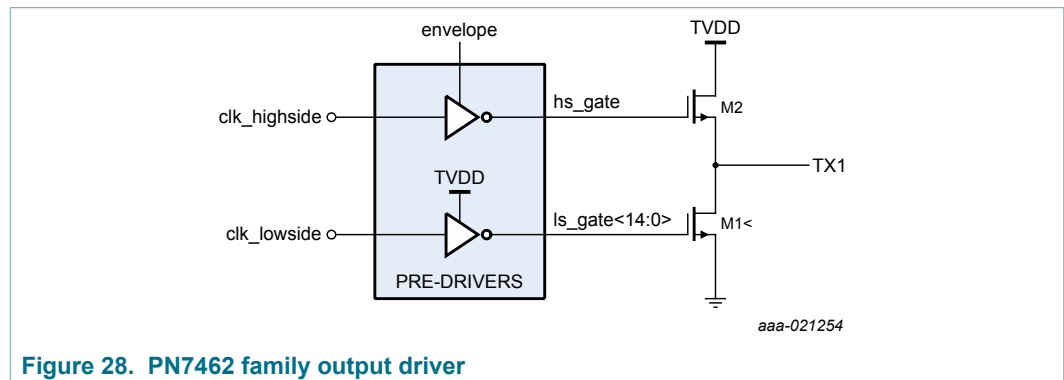 envelope
TVDD
clk_highside
hs_gate
M2
TX1
TVDD
clk_lowside
ls_gate<14:0>
M1<
PRE-DRIVERS
aaa-021254
Figure 28. PN7462 family output driver